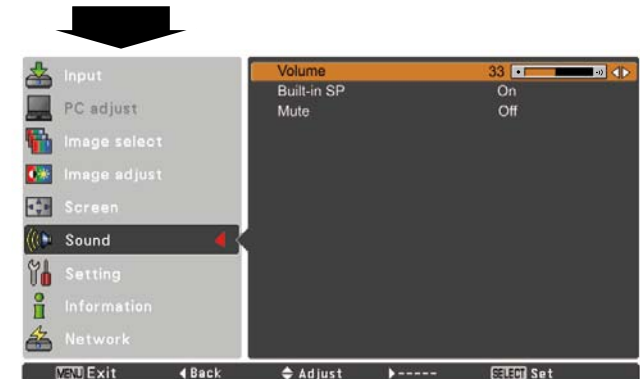 Input
PC adjust
Image select
Image adjust
Screen
Sound
Setting
Information
Network
Volume 33
Built-in SP On
Mute Off
MENU Exit Back Adjust ----- SELECT Set